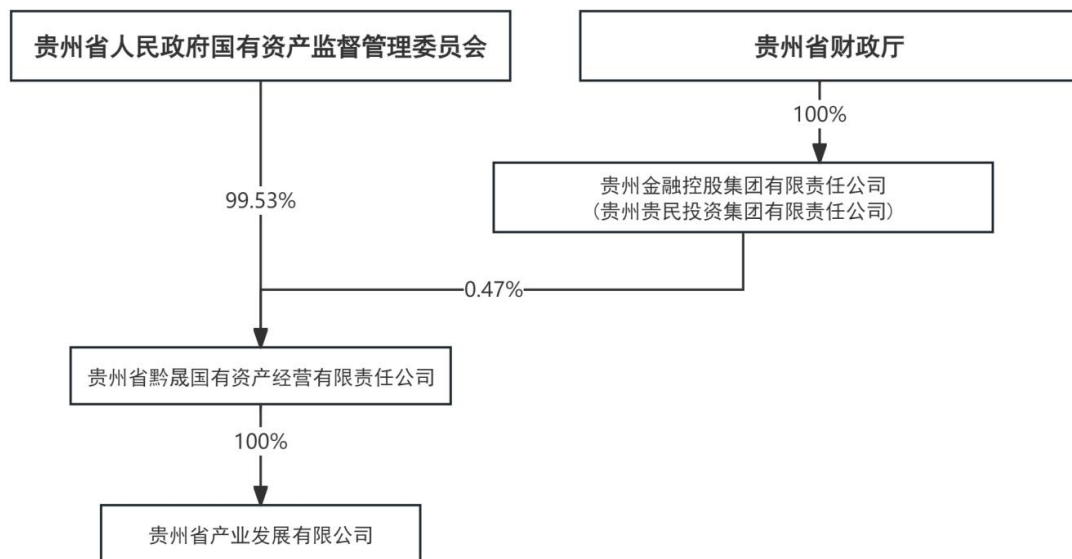 贵州省人民政府国有资产监督管理委员会
贵州省财政厅
100%
贵州金融控股集团有限责任公司
(贵州贵民投资集团有限责任公司)
99.53%
0.47%
贵州省黔晟国有资产经营有限责任公司
100%
贵州省产业发展有限公司